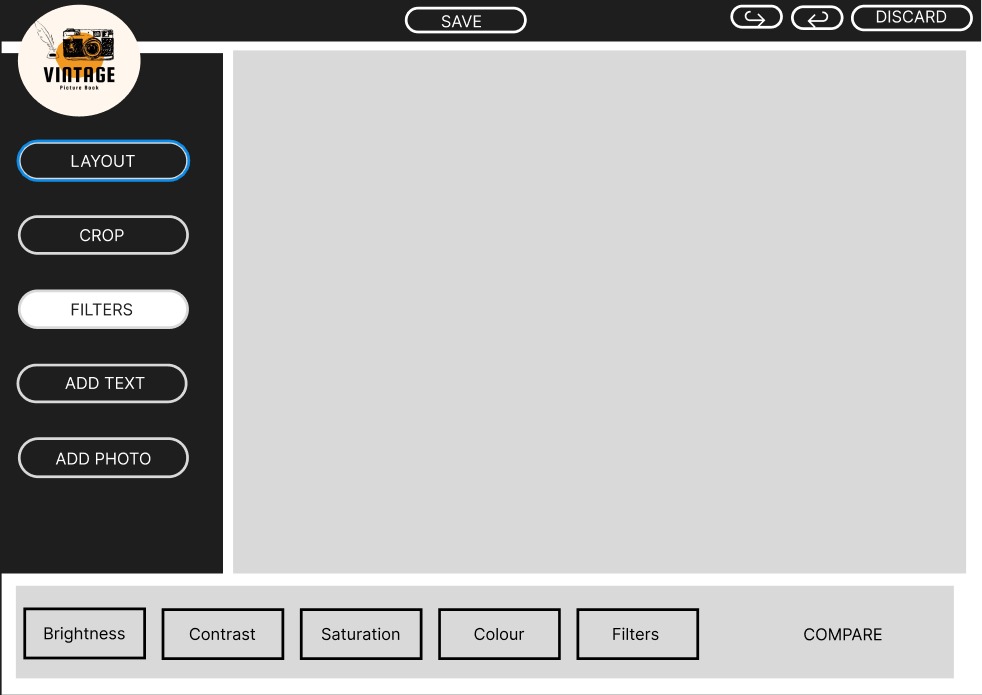 SAVE
DISCARD
VINTAGE
Picture Book
LAYOUT
CROP
FILTERS
ADD TEXT
ADD PHOTO
Brightness
Contrast
Saturation
Colour
Filters
COMPARE